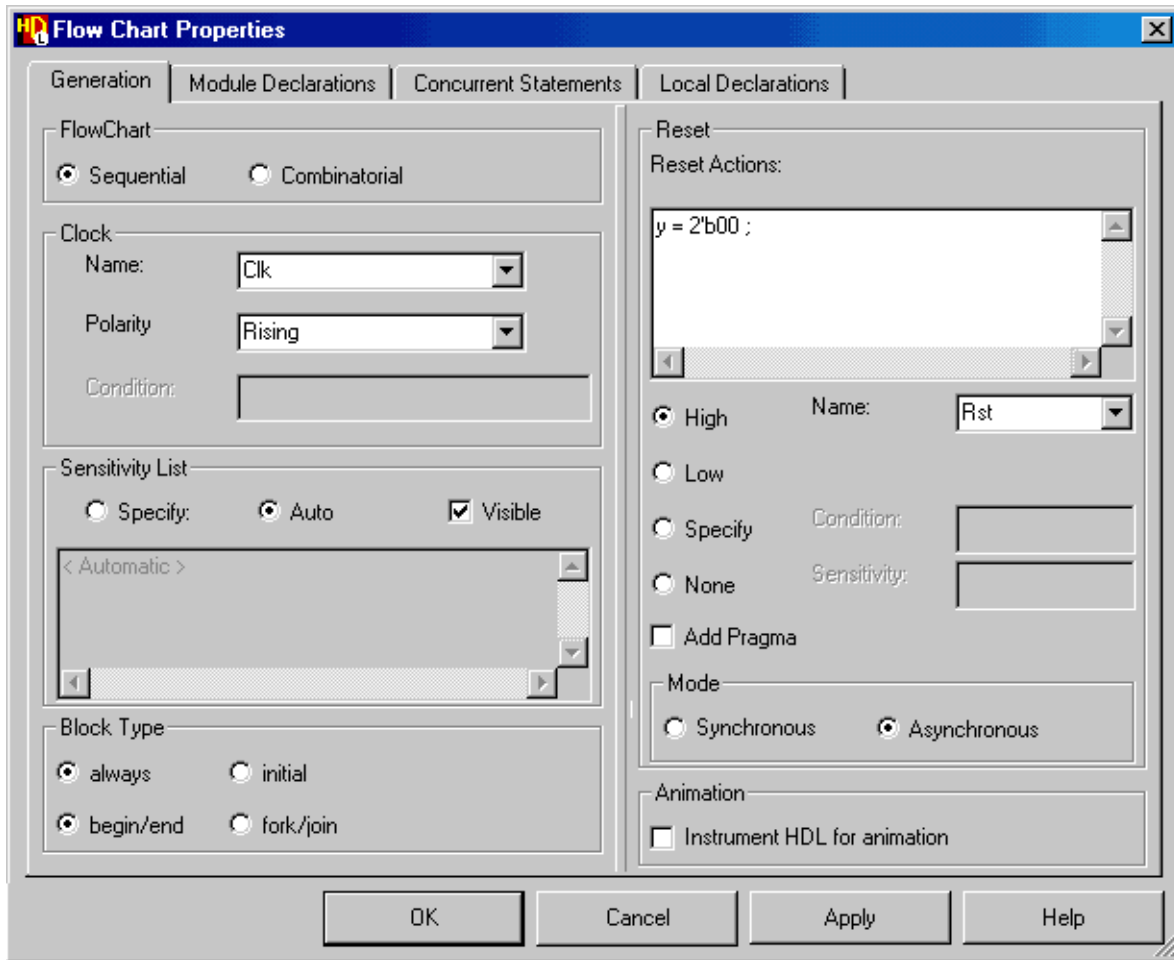 HDL Flow Chart Properties
Generation Module Declarations Concurrent Statements Local Declarations
FlowChart
Sequential Combinatorial
Clock
Name: Clk
Polarity Rising
Condition:
Sensitivity List
Specify: Auto Visible
< Automatic >
Block Type
always initial
begin/end fork/join
Reset
Reset Actions:
y = 2'b00 ;
High Name: Rst
Low
Specify Condition:
None Sensitivity:
Add Pragma
Mode
Synchronous Asynchronous
Animation
Instrument HDL for animation
OK Cancel Apply Help